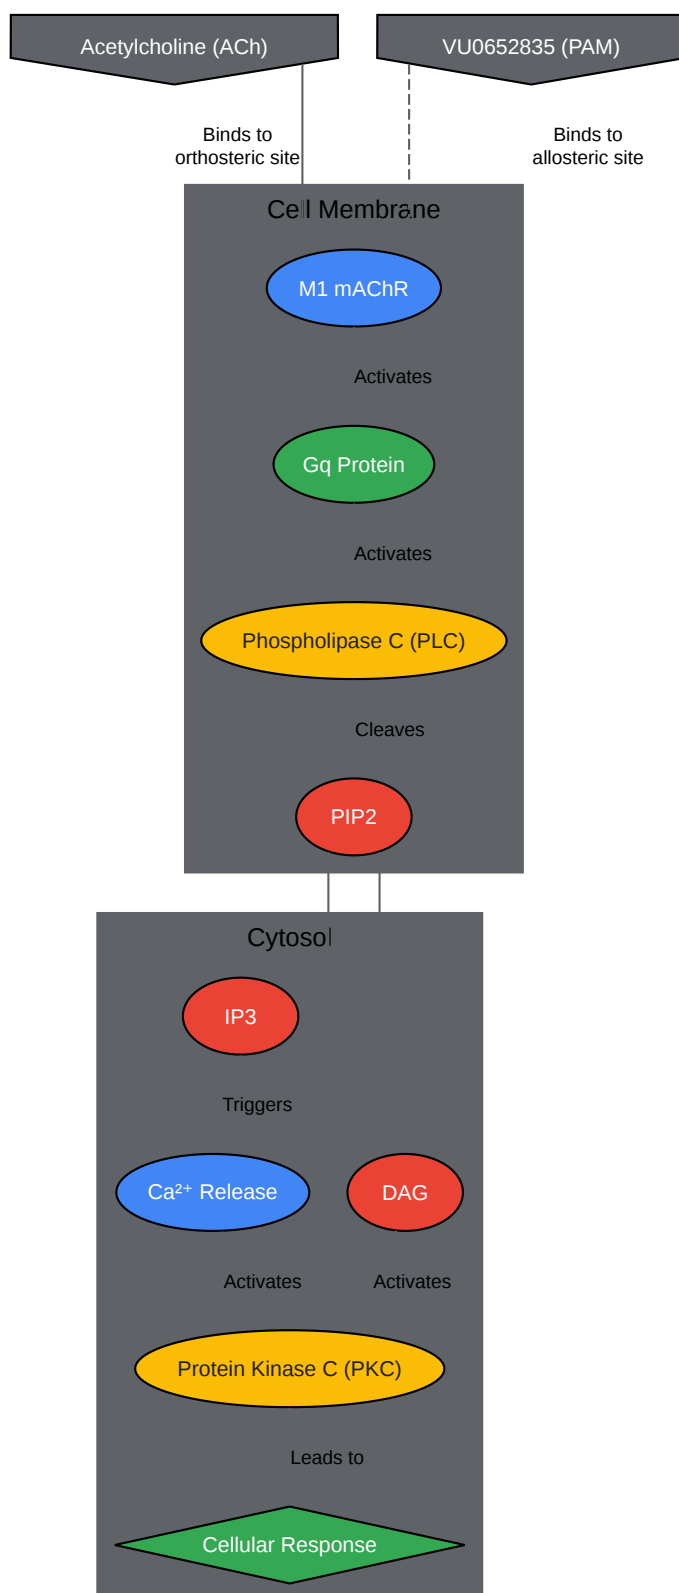 Acetylcholine (ACh)
VU0652835 (PAM)
Binds to
orthosteric site
Binds to
allosteric site
Cell Membrane
M1 mAChR
Activates
Gq Protein
Activates
Phospholipase C (PLC)
Cleaves
PIP2
Cytosol
IP3
Triggers
Ca²⁺ Release
DAG
Activates
Activates
Protein Kinase C (PKC)
Leads to
Cellular Response